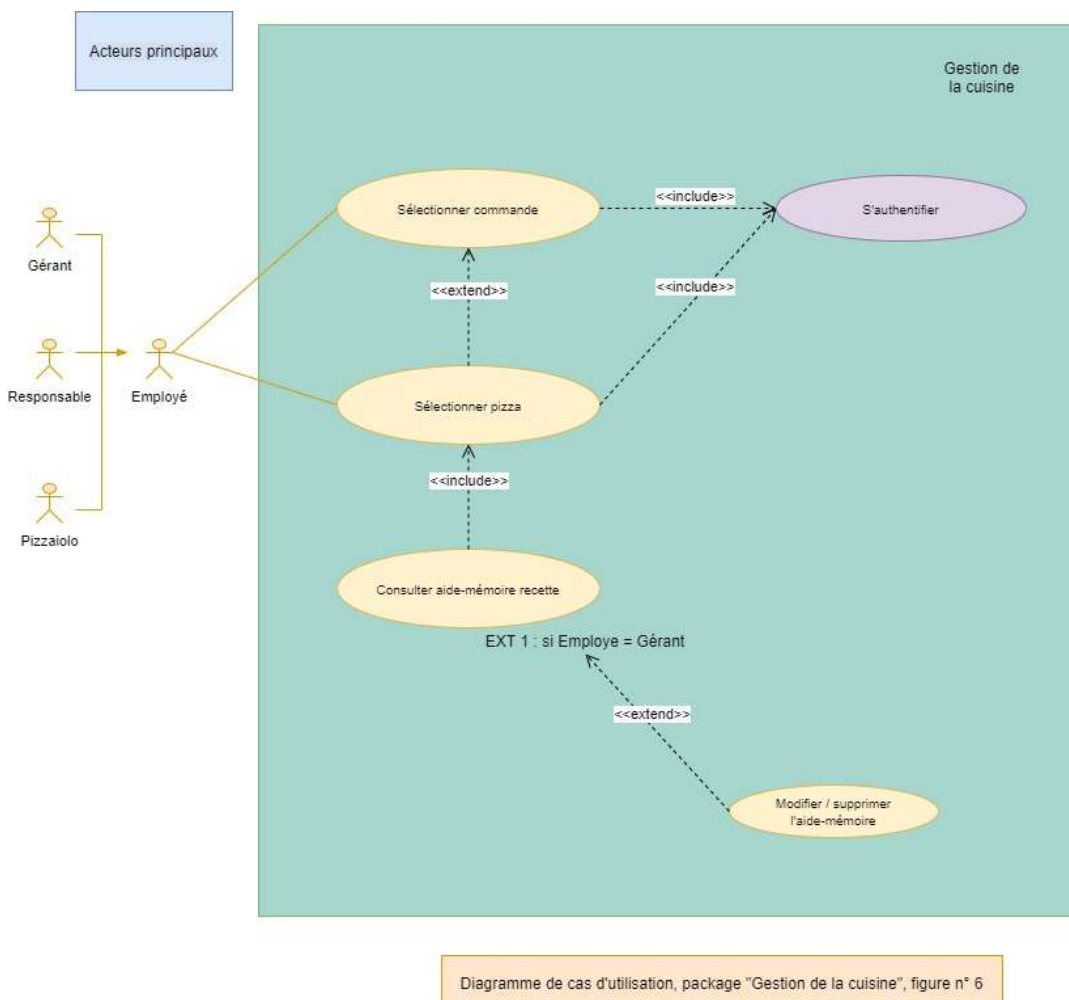 Acteurs principaux
Gestion de
la cuisine
Sélectionner commande
<<include>>
S'authentifier
Gérant
<<extend>>
<<include>>
Responsable
Employé
Sélectionner pizza
<<include>>
Pizzaiolo
Consulter aide-mémoire recette
EXT 1 : si Employe = Gérant
<<extend>>
Modifier / supprimer
l'aide-mémoire
Diagramme de cas d'utilisation, package "Gestion de la cuisine", figure n° 6